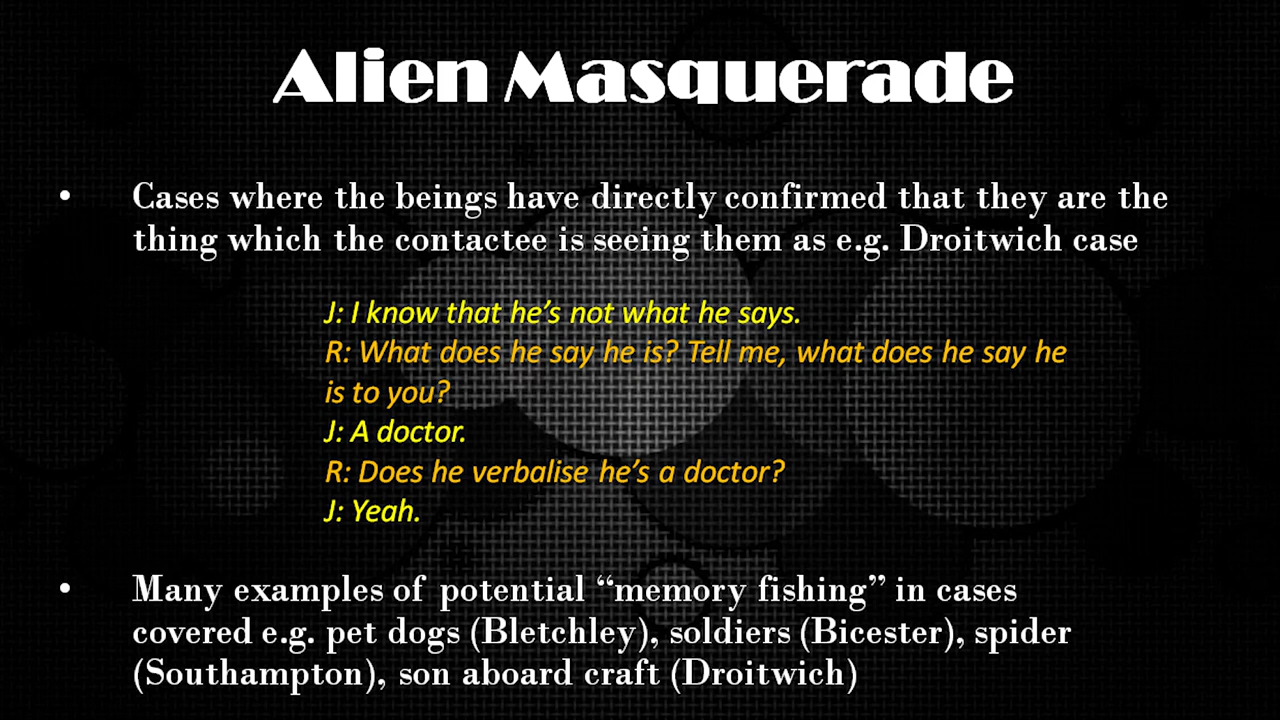 Alien Masquerade
• Cases where the beings have directly confirmed that they are the
thing which the contactee is seeing them as e.g. Droitwich case
J: I know that he’s not what he says.
R: What does he say he is? Tell me, what does he say he
is to you?
J: A doctor.
R: Does he verbalise he’s a doctor?
J: Yeah.
• Many examples of potential “memory fishing” in cases
covered e.g. pet dogs (Bletchley), soldiers (Bicester), spider
(Southampton), son aboard craft (Droitwich)